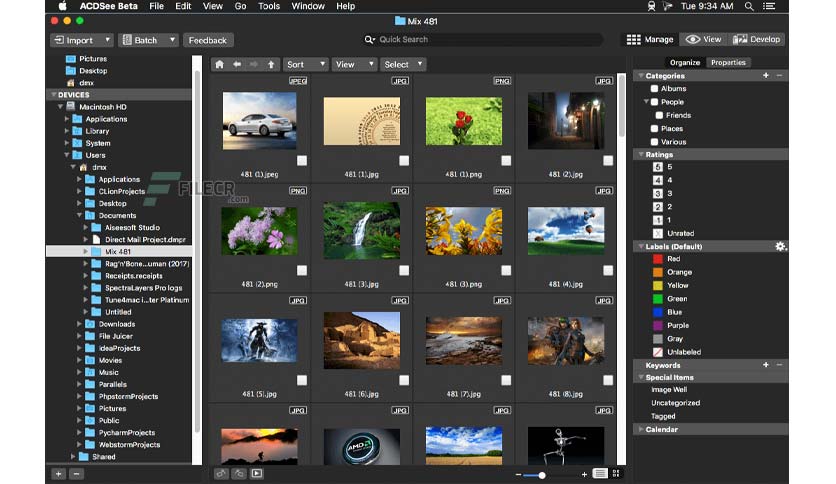 ACDSee Beta File Edit View Go Tools Window Help Tue 9:34 AM
Mix 481
Import Batch Feedback Quick Search Manage View Develop
Pictures
Desktop
dmx
DEVICES
Macintosh HD
Applications
Library
System
Users
dmx
Applications
CLionProjects
Desktop
Documents
Aiseesoft Studio
Direct Mail Project.dmpr
Mix 481
Rag'n'Bone...uman (2017)
Receipts.receipts
SpectraLayers Pro logs
Tune4mac i...ter Platinum
Untitled
Downloads
File Juicer
IdeaProjects
Movies
Music
Parallels
PhpstormProjects
Pictures
Public
PycharmProjects
WebstormProjects
Shared
FILECR
.com
Sort View Select
JPEG JPG PNG JPG
481 (1).jpeg 481 (1).jpg 481 (1).png 481 (2).jpg
PNG JPG PNG JPG
481 (2).png 481 (3).jpg 481 (3).png 481 (4).jpg
JPG JPG JPG JPG
481 (5).jpg 481 (6).jpg 481 (7).jpg 481 (8).jpg
JPG JPG JPG JPG
AMD
Organize Properties
Categories
Albums
People
Friends
Places
Various
Ratings
5 5
4 4
3 3
2 2
1 1
Unrated
Labels (Default)
Red
Orange
Yellow
Green
Blue
Purple
Gray
Unlabeled
Keywords
Special Items
Image Well
Uncategorized
Tagged
Calendar